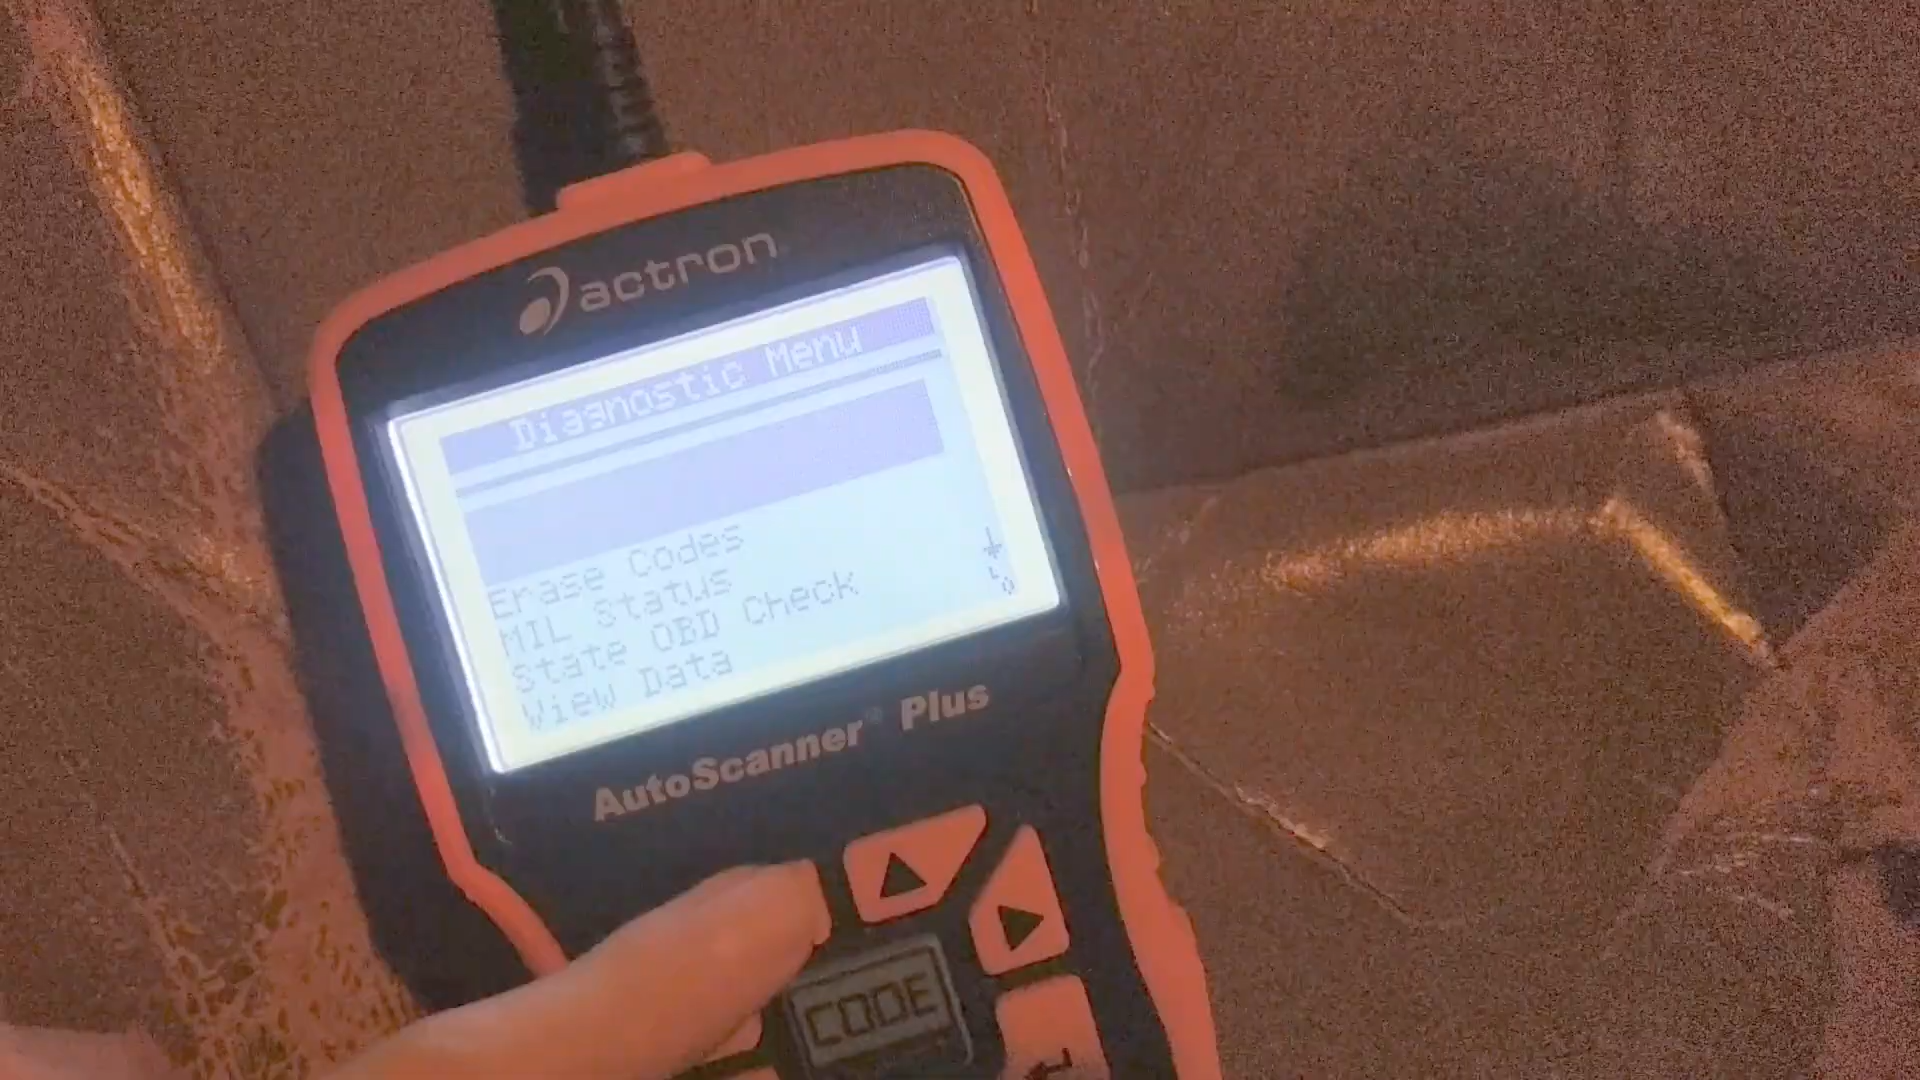 actron
Diagnostic Menu
Erase Codes
MIL Status
State OBD Check
View Data
AutoScanner® Plus
CODE